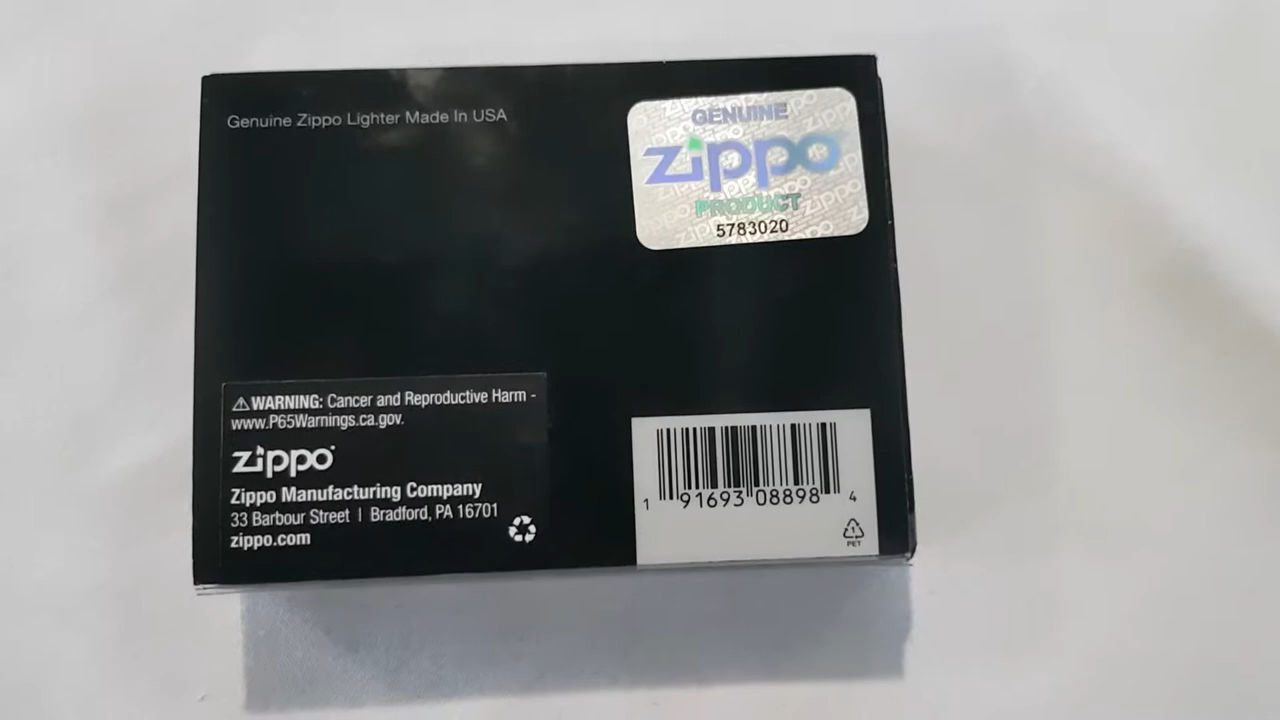 Genuine Zippo Lighter Made In USA
GENUINE
zippo
PRODUCT
5783020
⚠WARNING: Cancer and Reproductive Harm -
www.P65Warnings.ca.gov.
zippo
Zippo Manufacturing Company
33 Barbour Street | Bradford, PA 16701
zippo.com
1 91693 08898 4
1
PET